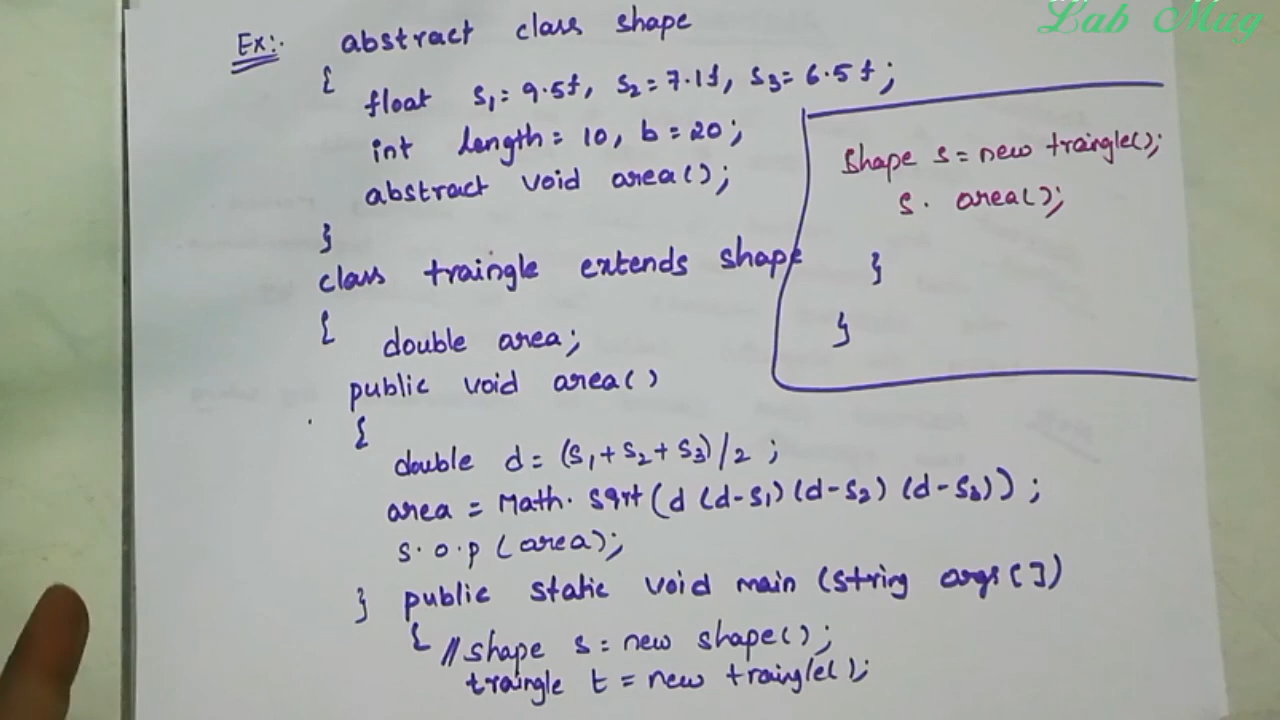 Lab Mug
Ex:- abstract class shape
{
float s1 = 9.5f, s2 = 7.1f, s3 = 6.5f;
int length = 10, b = 20;
abstract void area();
}
class traingle extends shape
{ double area;
public void area()
{
double d = (s1 + s2 + s3) / 2 ;
area = Math. sqrt (d (d-s1) (d-s2) (d-s3)) ;
s.o.p (area);
} public static void main (string args[])
{ // shape s = new shape();
traingle t = new traingle();
shape s = new traingle();
s. area();
}
}